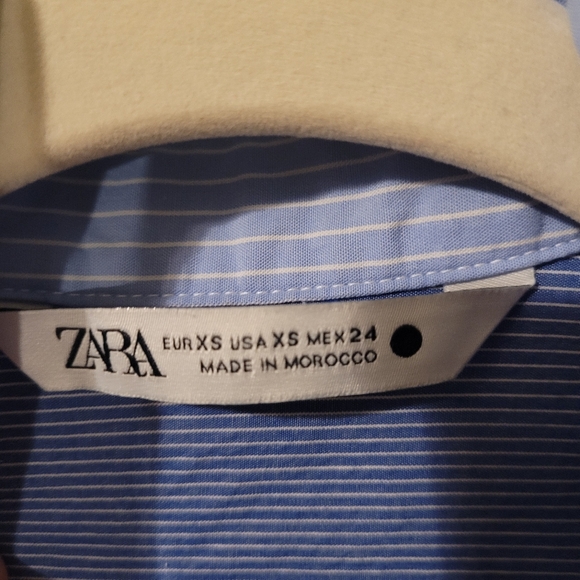 ZARA
EUR XS USA XS MEX 24
MADE IN MOROCCO